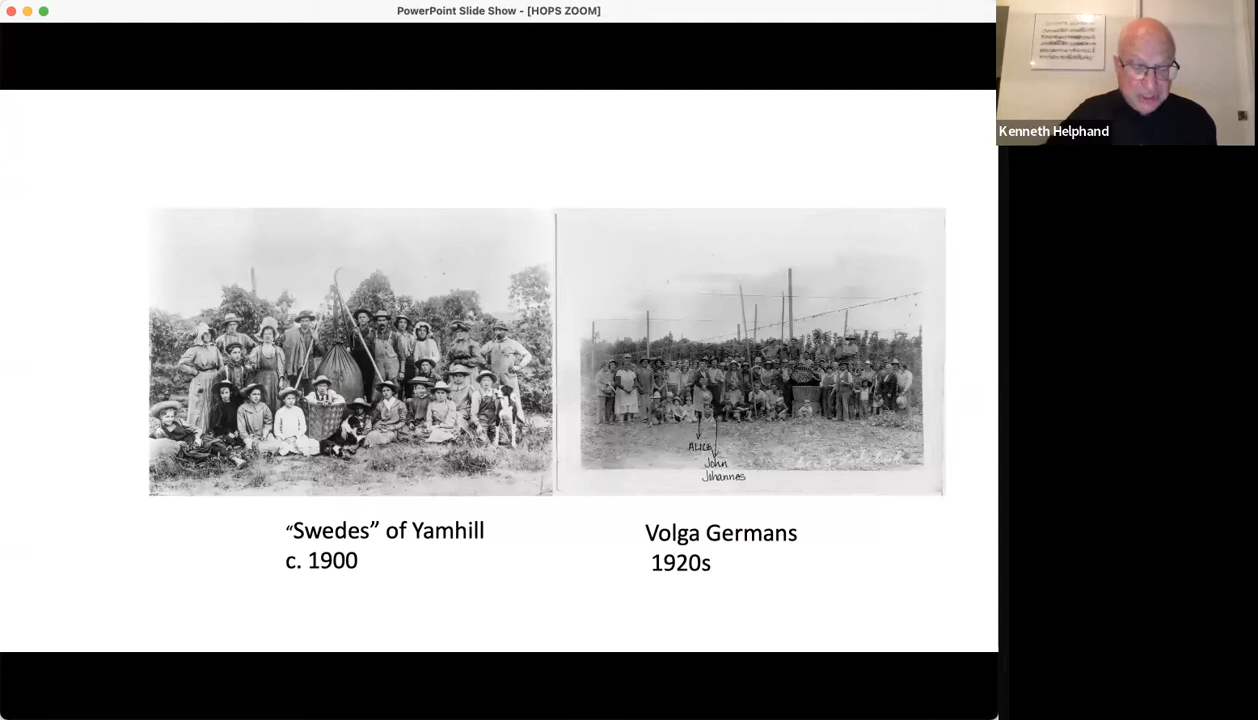 PowerPoint Slide Show - [HOPS ZOOM]
Kenneth Helphand
ALICE
John
Johannes
“Swedes” of Yamhill
c. 1900
Volga Germans
1920s